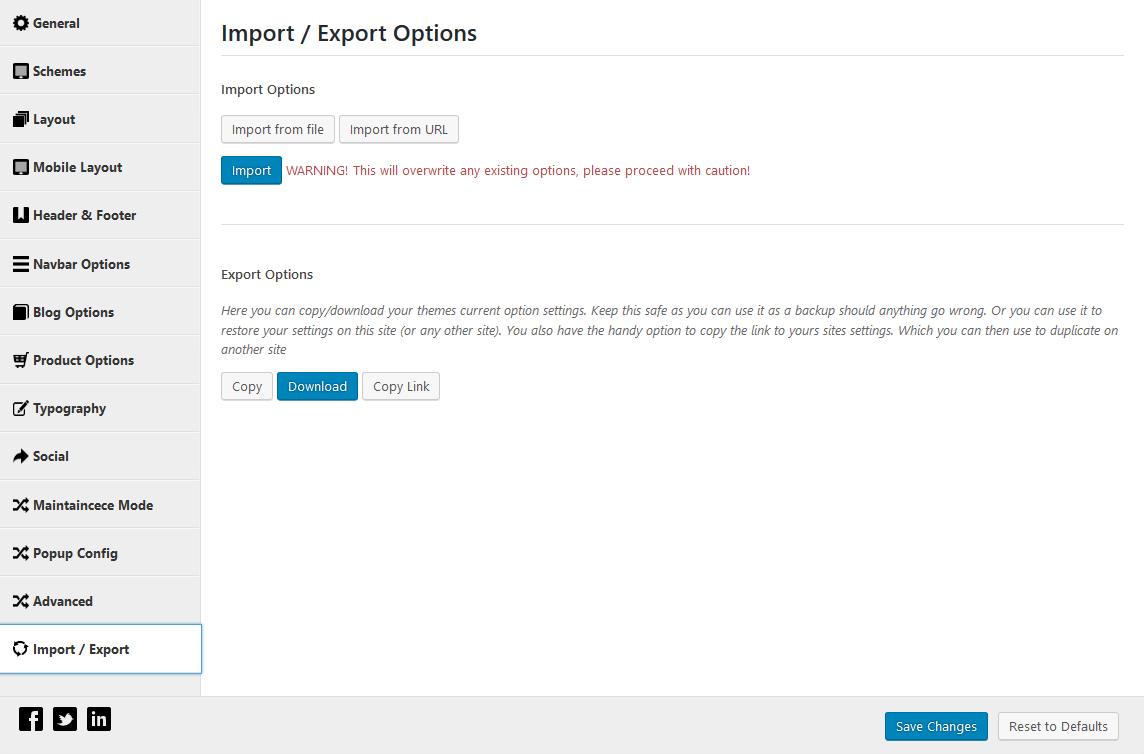 General
Schemes
Layout
Mobile Layout
Header & Footer
Navbar Options
Blog Options
Product Options
Typography
Social
Maintaincece Mode
Popup Config
Advanced
Import / Export
Import / Export Options
Import Options
Import from file Import from URL
Import WARNING! This will overwrite any existing options, please proceed with caution!
Export Options
Here you can copy/download your themes current option settings. Keep this safe as you can use it as a backup should anything go wrong. Or you can use it to
restore your settings on this site (or any other site). You also have the handy option to copy the link to yours sites settings. Which you can then use to duplicate on
another site
Copy Download Copy Link
Save Changes Reset to Defaults